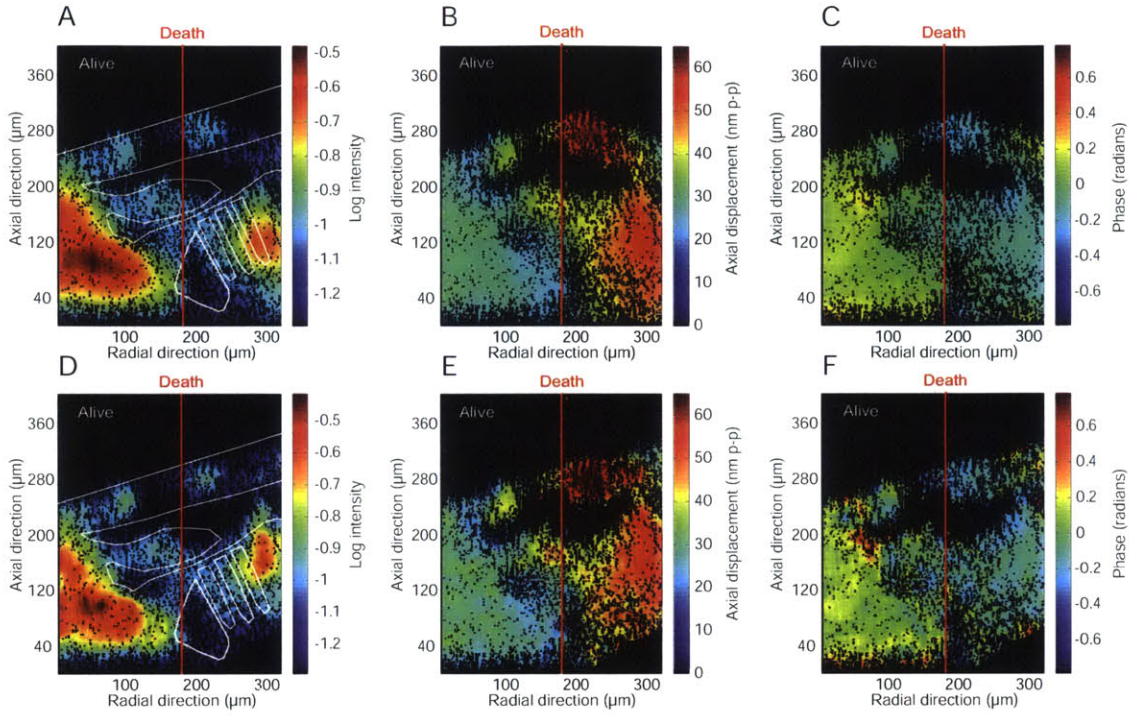 A
Death
Alive
360
280
200
120
40
Axial direction (µm)
100
200
300
Radial direction (µm)
-0.5
-0.6
-0.7
-0.8
-0.9
-1
-1.1
-1.2
Log intensity
B
Death
Alive
360
280
200
120
40
Axial direction (µm)
100
200
300
Radial direction (µm)
60
50
40
30
20
10
0
Axial displacement (nm p-p)
C
Death
Alive
360
280
200
120
40
Axial direction (µm)
100
200
300
Radial direction (µm)
0.6
0.4
0.2
0
-0.2
-0.4
-0.6
Phase (radians)
D
Death
Alive
360
280
200
120
40
Axial direction (µm)
100
200
300
Radial direction (µm)
-0.5
-0.6
-0.7
-0.8
-0.9
-1
-1.1
-1.2
Log intensity
E
Death
Alive
360
280
200
120
40
Axial direction (µm)
100
200
300
Radial direction (µm)
60
50
40
30
20
10
0
Axial displacement (nm p-p)
F
Death
Alive
360
280
200
120
40
Axial direction (µm)
100
200
300
Radial direction (µm)
0.6
0.4
0.2
0
-0.2
-0.4
-0.6
Phase (radians)